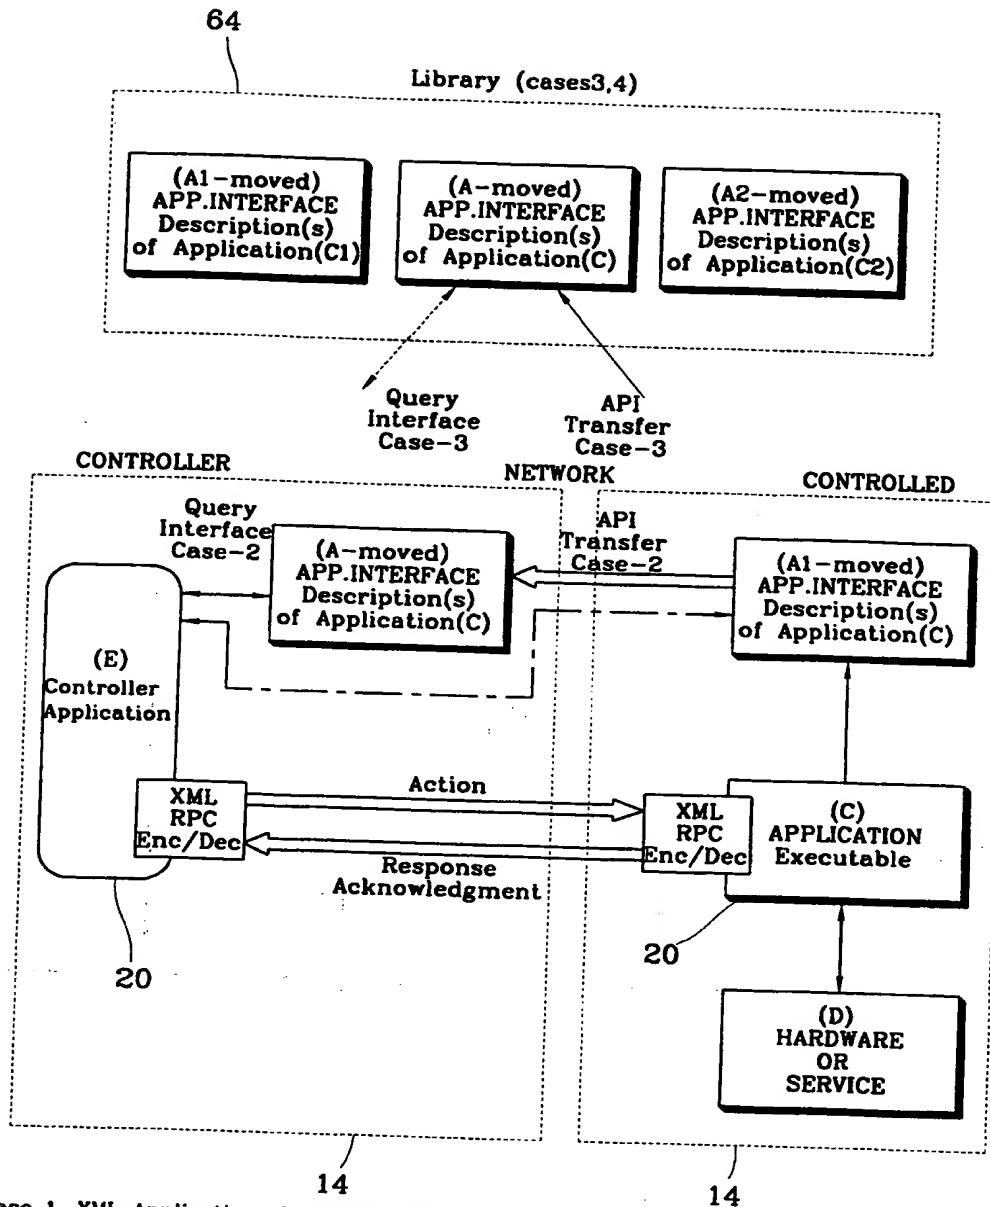 64
Library (cases3,4)
(A1-moved)
APP.INTERFACE
Description(s)
of Application(C1)
(A-moved)
APP.INTERFACE
Description(s)
of Application(C)
(A2-moved)
APP.INTERFACE
Description(s)
of Application(C2)
Query
Interface
Case-3
API
Transfer
Case-3
CONTROLLER
NETWORK
CONTROLLED
Query
Interface
Case-2
(A-moved)
APP.INTERFACE
Description(s)
of Application(C)
API
Transfer
Case-2
(A1-moved)
APP.INTERFACE
Description(s)
of Application(C)
(E)
Controller
Application
XML
RPC
Enc/Dec
Action
Response
Acknowledgment
XML
RPC
Enc/Dec
(C)
APPLICATION
Executable
20
20
(D)
HARDWARE
OR
SERVICE
14
14